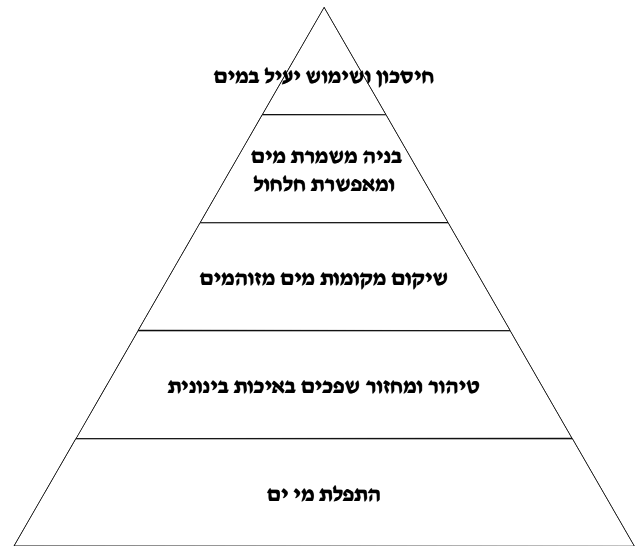 חיסכון ושימוש יעיל במים
בניה משמרת מים
ומאפשרת חלחול
שיקום מקומות מים מזוהמים
טיהור ומחזור שפכים באיכות בינונית
התפלת מי ים